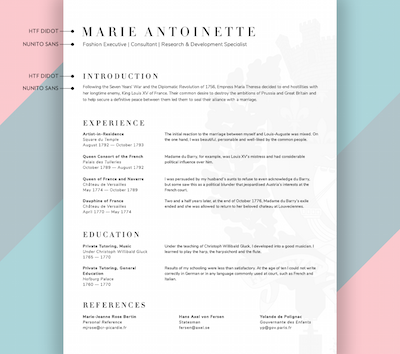 HTF DIDOT
MARIE ANTOINETTE
NUNITO SANS
Fashion Executive | Consultant | Research & Development Specialist
HTF DIDOT
INTRODUCTION
NUNITO SANS
Following the Seven Years' War and the Diplomatic Revolution of 1756, Empress Maria Theresa decided to end hostilities with
her longtime enemy, King Louis XV of France. Their common desire to destroy the ambitions of Prussia and Great Britain and
to help secure a definitive peace between them led them to seal their alliance with a marriage.
EXPERIENCE
Artist-in-Residence
Square du Temple
August 1792 — October 1793
The initial reaction to the marriage between myself and Louis-Auguste was mixed. On
the one hand, I was beautiful, personable and well-liked by the common people.
Queen Consort of the French
Palais des Tuileries
October 1789 — August 1792
Madame du Barry, for example, was Louis XV's mistress and had considerable
political influence over him.
Queen of France and Navarre
Château de Versailles
May 1774 — October 1789
I was persuaded by my husband's aunts to refuse to even acknowledge du Barry,
but some saw this as a political blunder that jeopardised Austria's interests at the
French court.
Dauphine of France
Château de Versailles
April 1770 — May 1774
Two and a half years later, at the end of October 1776, Madame du Barry's exile
ended and she was allowed to return to her beloved chateau at Louveciennes.
EDUCATION
Private Tutoring, Music
Under Christoph Willibald Gluck
1765 — 1770
Under the teaching of Christoph Willibald Gluck, I developed into a good musician. I
learned to play the harp, the harpsichord and the flute.
Private Tutoring, General
Education
Hofburg Palace
1760 — 1770
Results of my schooling were less than satisfactory. At the age of ten I could not write
correctly in German or in any language commonly used at court, such as French and
Italian.
REFERENCES
Marie-Jeanne Rose Bertin
Personal Assistant
mjrose@cr-picardie.fr
Hans Axel von Fersen
Statesman
fersen@axel.se
Yolande de Polignac
Gouvernante des Enfants
yp@gov.paris.fr